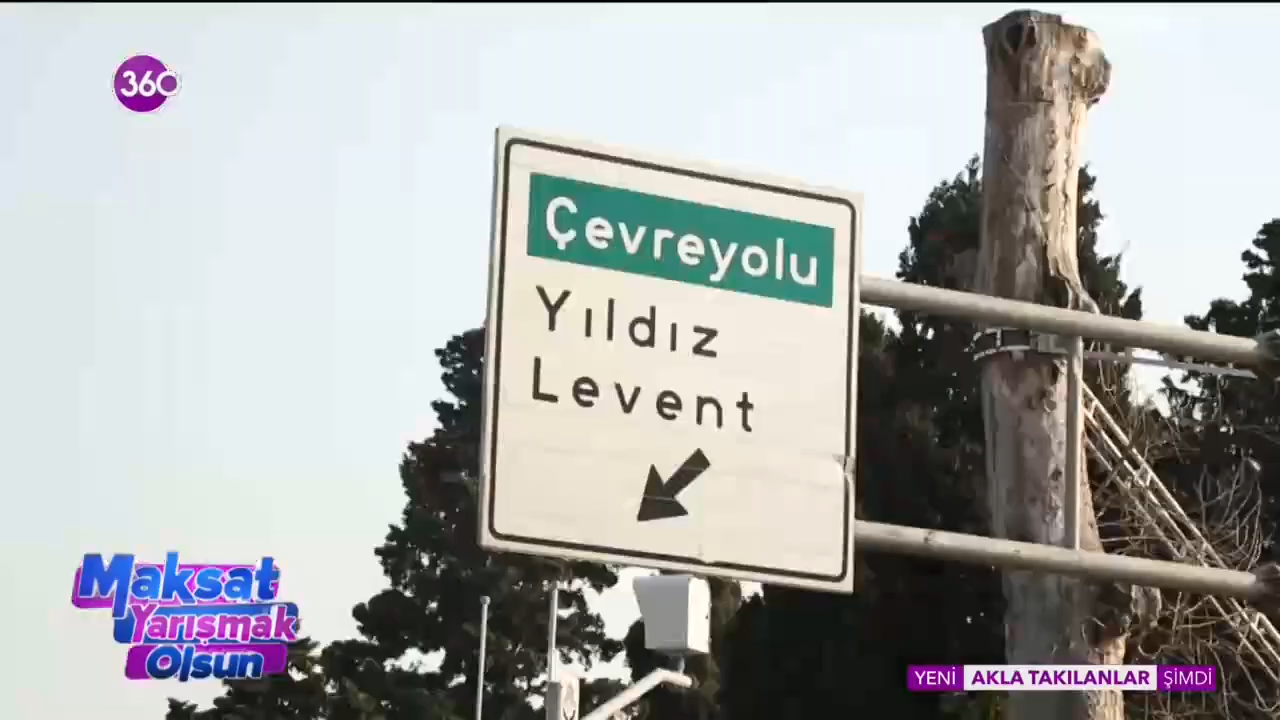 360
Çevreyolu
Yıldız
Levent
Maksat
Yarışmak
Olsun
YENİ AKLA TAKILANLAR ŞİMDİ